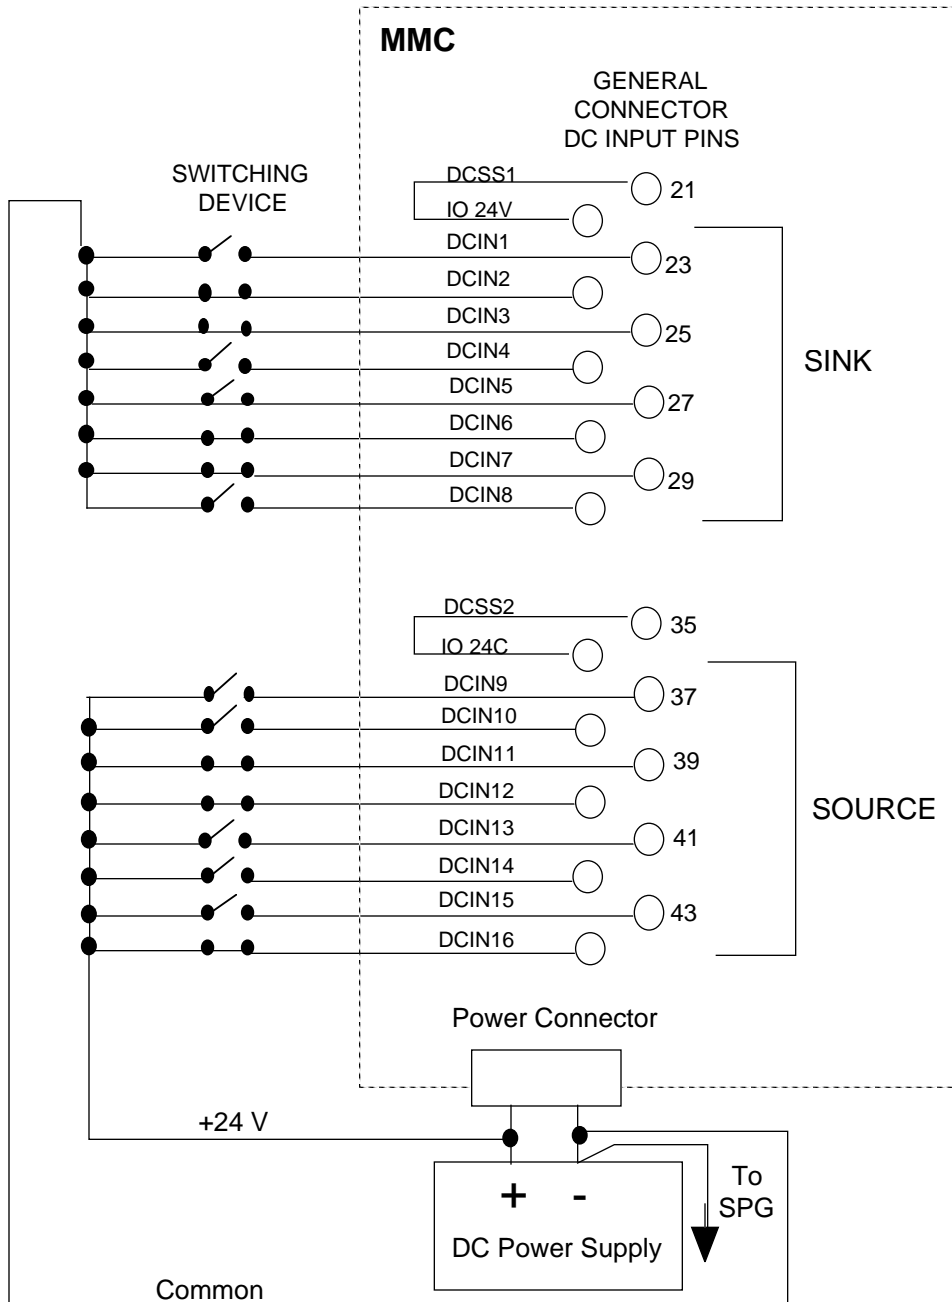 MMC
GENERAL
CONNECTOR
DC INPUT PINS
SWITCHING
DEVICE
DCSS1
21
IO 24V
DCIN1
23
DCIN2
DCIN3
25
DCIN4
SINK
DCIN5
27
DCIN6
DCIN7
29
DCIN8
DCSS2
35
IO 24C
DCIN9
37
DCIN10
DCIN11
39
DCIN12
SOURCE
DCIN13
41
DCIN14
DCIN15
43
DCIN16
Power Connector
+24 V
To
SPG
+ -
DC Power Supply
Common